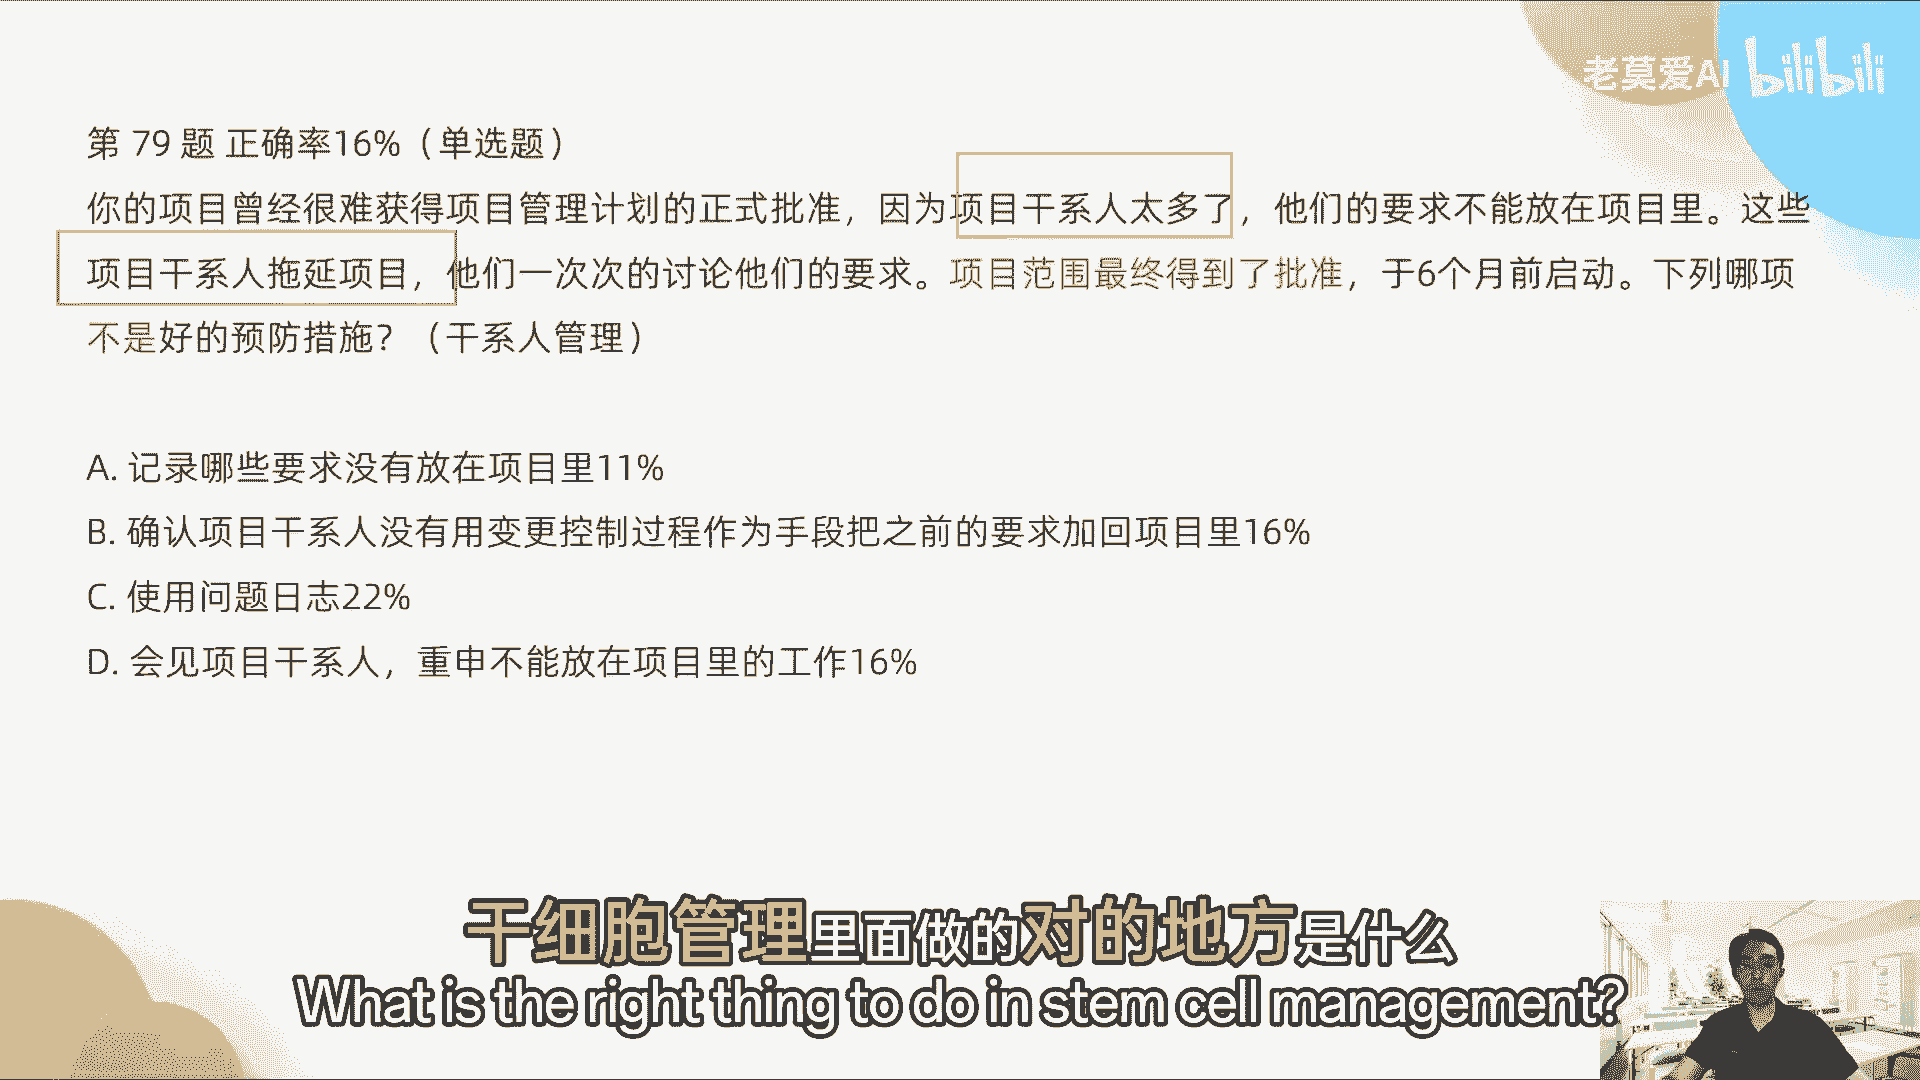 老莫爱AI bilibili
第 79 题 正确率16%（单选题）
你的项目曾经很难获得项目管理计划的正式批准，因为项目干系人太多了，他们的要求不能放在项目里。这些
项目干系人拖延项目，他们一次次的讨论他们的要求。项目范围最终得到了批准，于6个月前启动。下列哪项
不是好的预防措施？（干系人管理）
A. 记录哪些要求没有放在项目里11%
B. 确认项目干系人没有用变更控制过程作为手段把之前的要求加回项目里16%
C. 使用问题日志22%
D. 会见项目干系人，重申不能放在项目里的工作16%
干细胞管理里面做的对的地方是什么
What is the right thing to do in stem cell management?